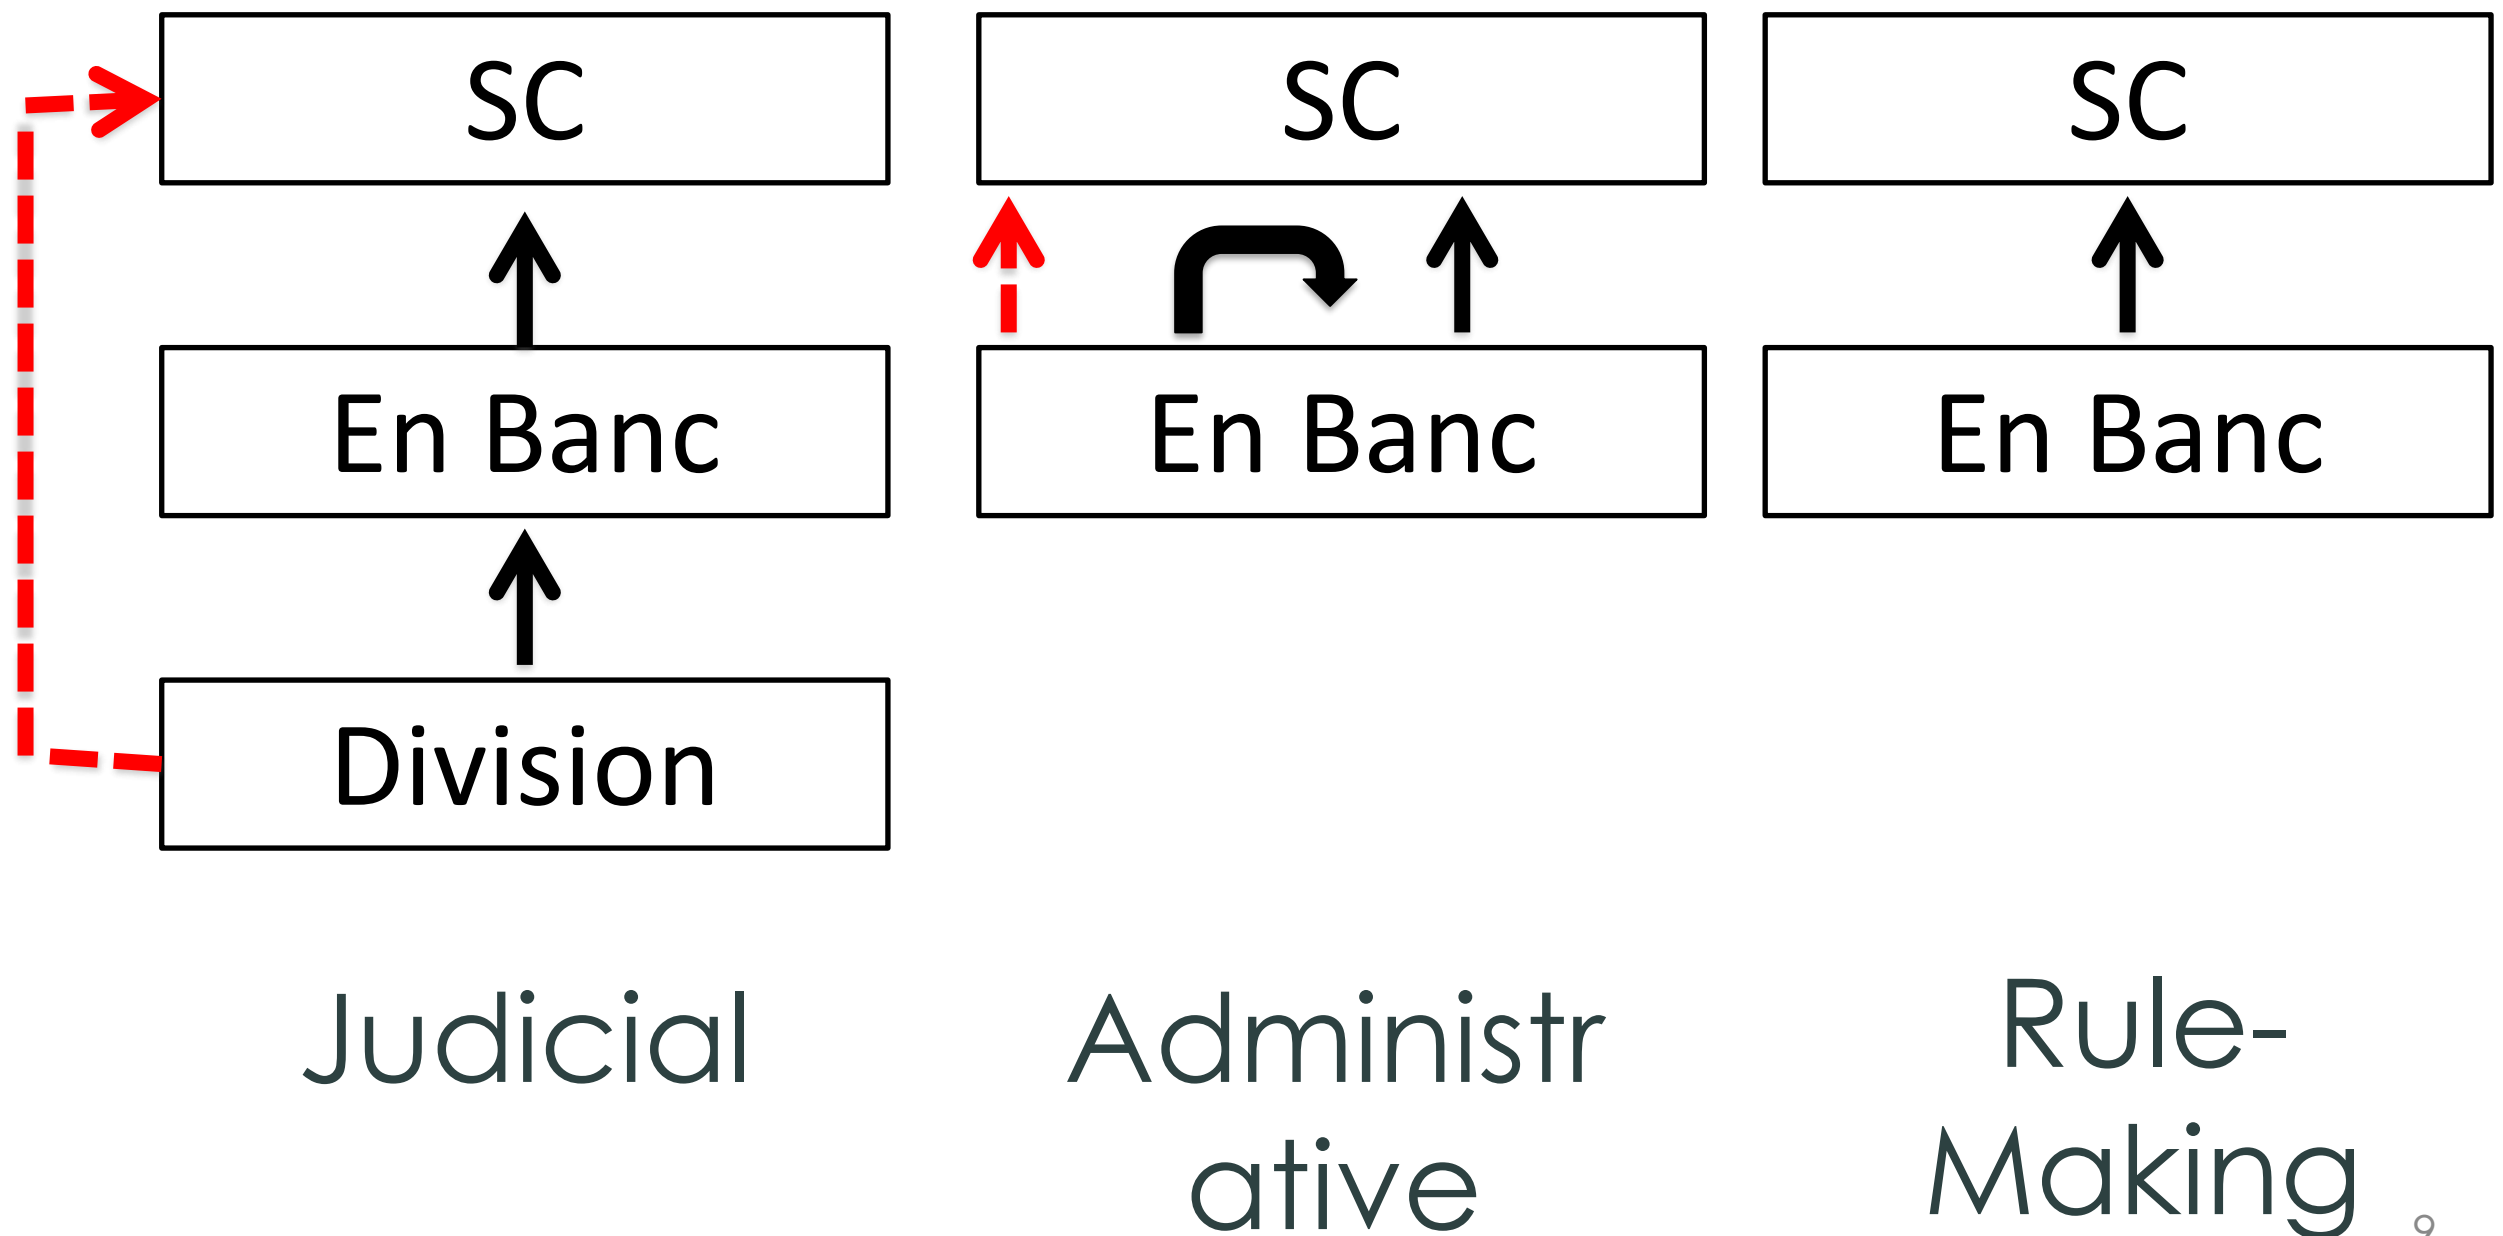 SC
SC
SC
En Banc
En Banc
En Banc
Division
Judicial
Administr
ative
Rule-
Making
9